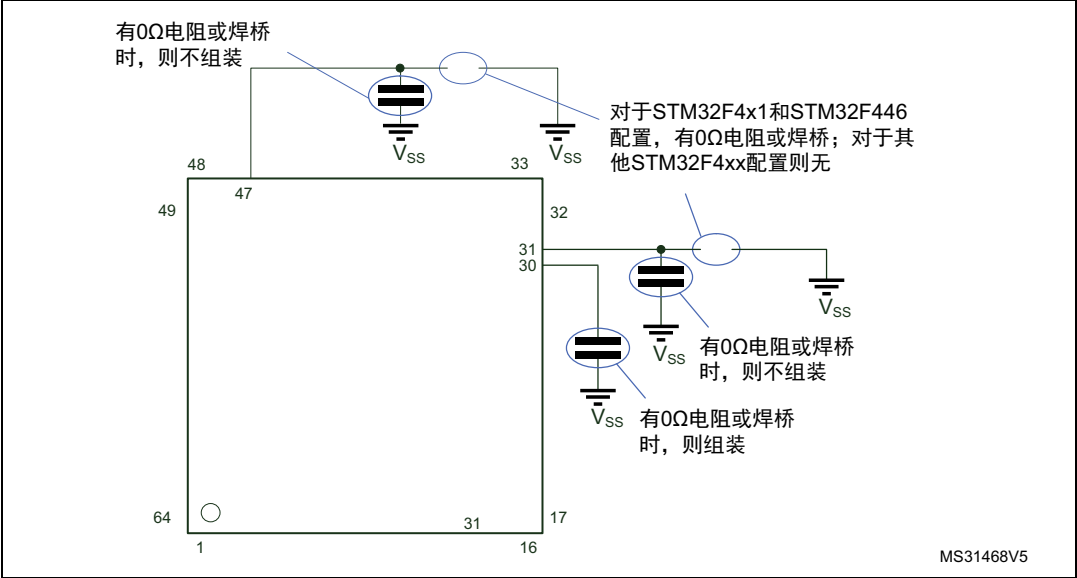 有0Ω电阻或焊桥
时，则不组装
对于STM32F4x1和STM32F446
配置，有0Ω电阻或焊桥；对于其
他STM32F4xx配置则无
VSS
VSS
48
33
47
49
32
31
30
VSS
VSS
有0Ω电阻或焊桥
时，则不组装
VSS
有0Ω电阻或焊桥
时，则组装
64
31
17
1
16
MS31468V5